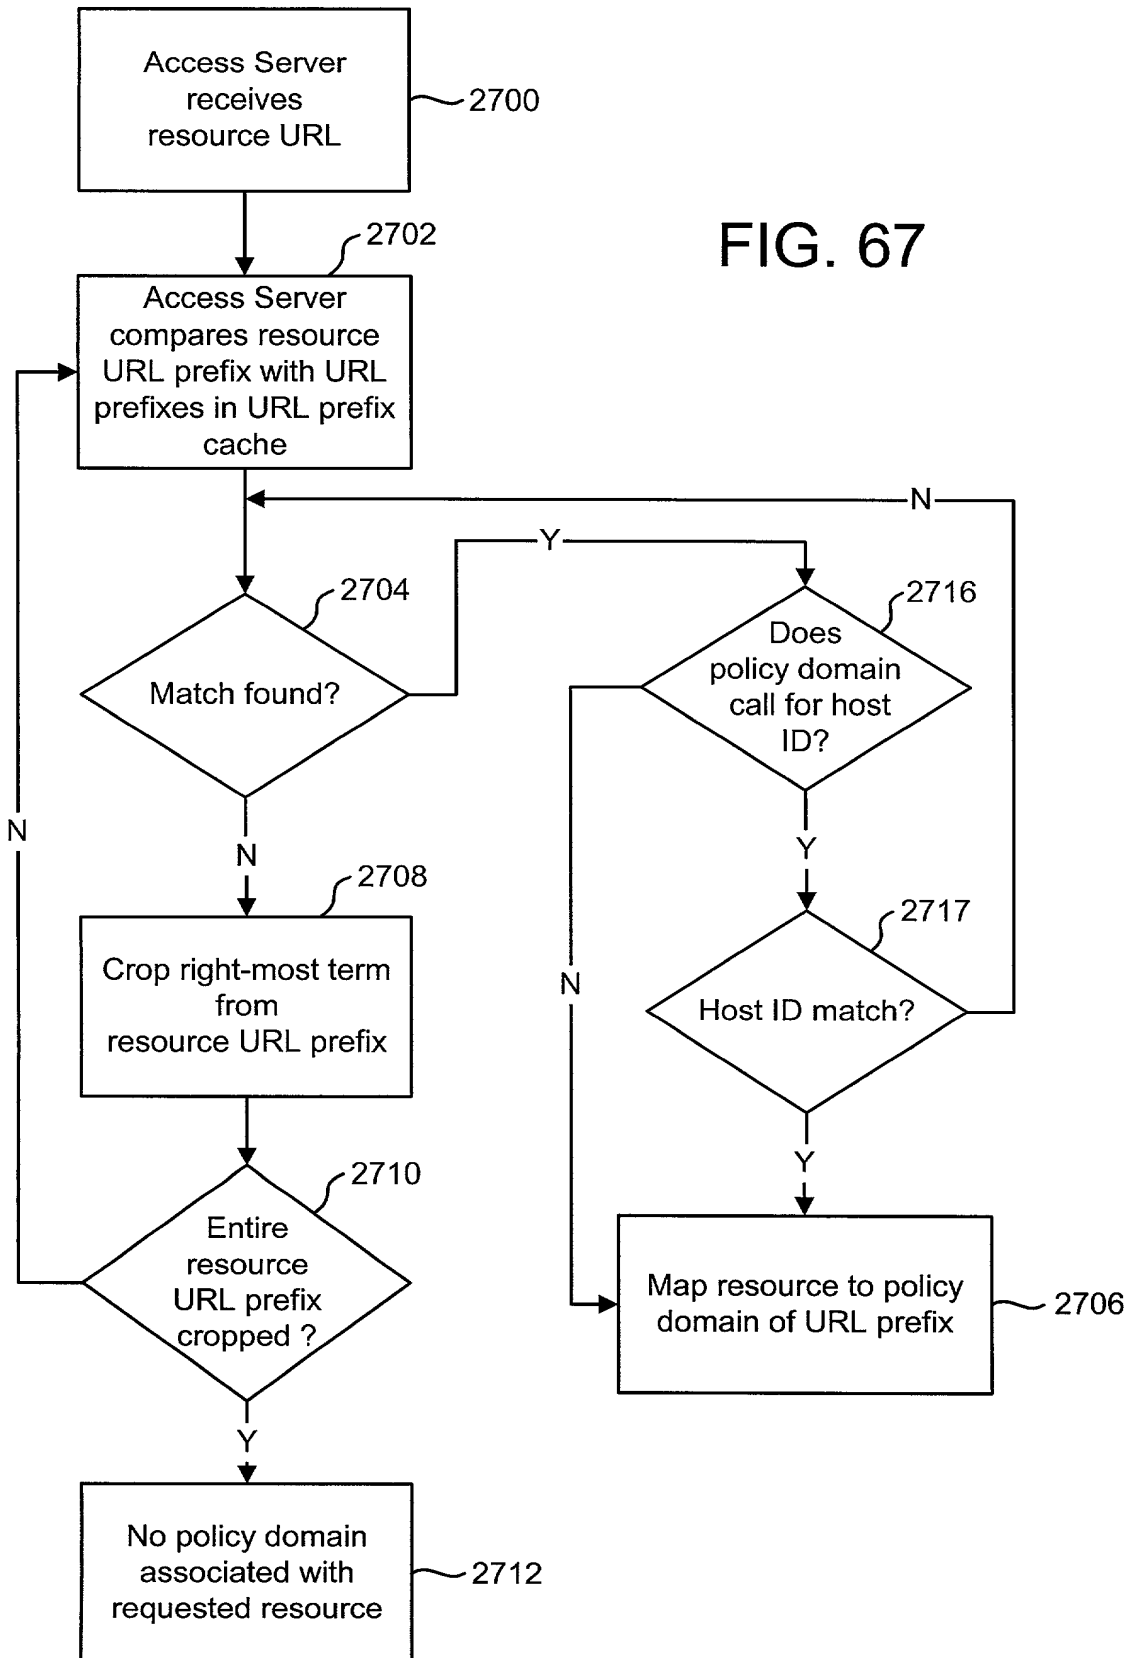 Access Server
receives
resource URL
2700
FIG. 67
2702
Access Server
compares resource
URL prefix with URL
prefixes in URL prefix
cache
N
Y
2704
Match found?
2716
Does
policy domain
call for host
ID?
N
N
Y
2708
Crop right-most term
from
resource URL prefix
2717
Host ID match?
N
Y
2710
Entire
resource
URL prefix
cropped ?
Map resource to policy
domain of URL prefix
2706
Y
No policy domain
associated with
requested resource
2712